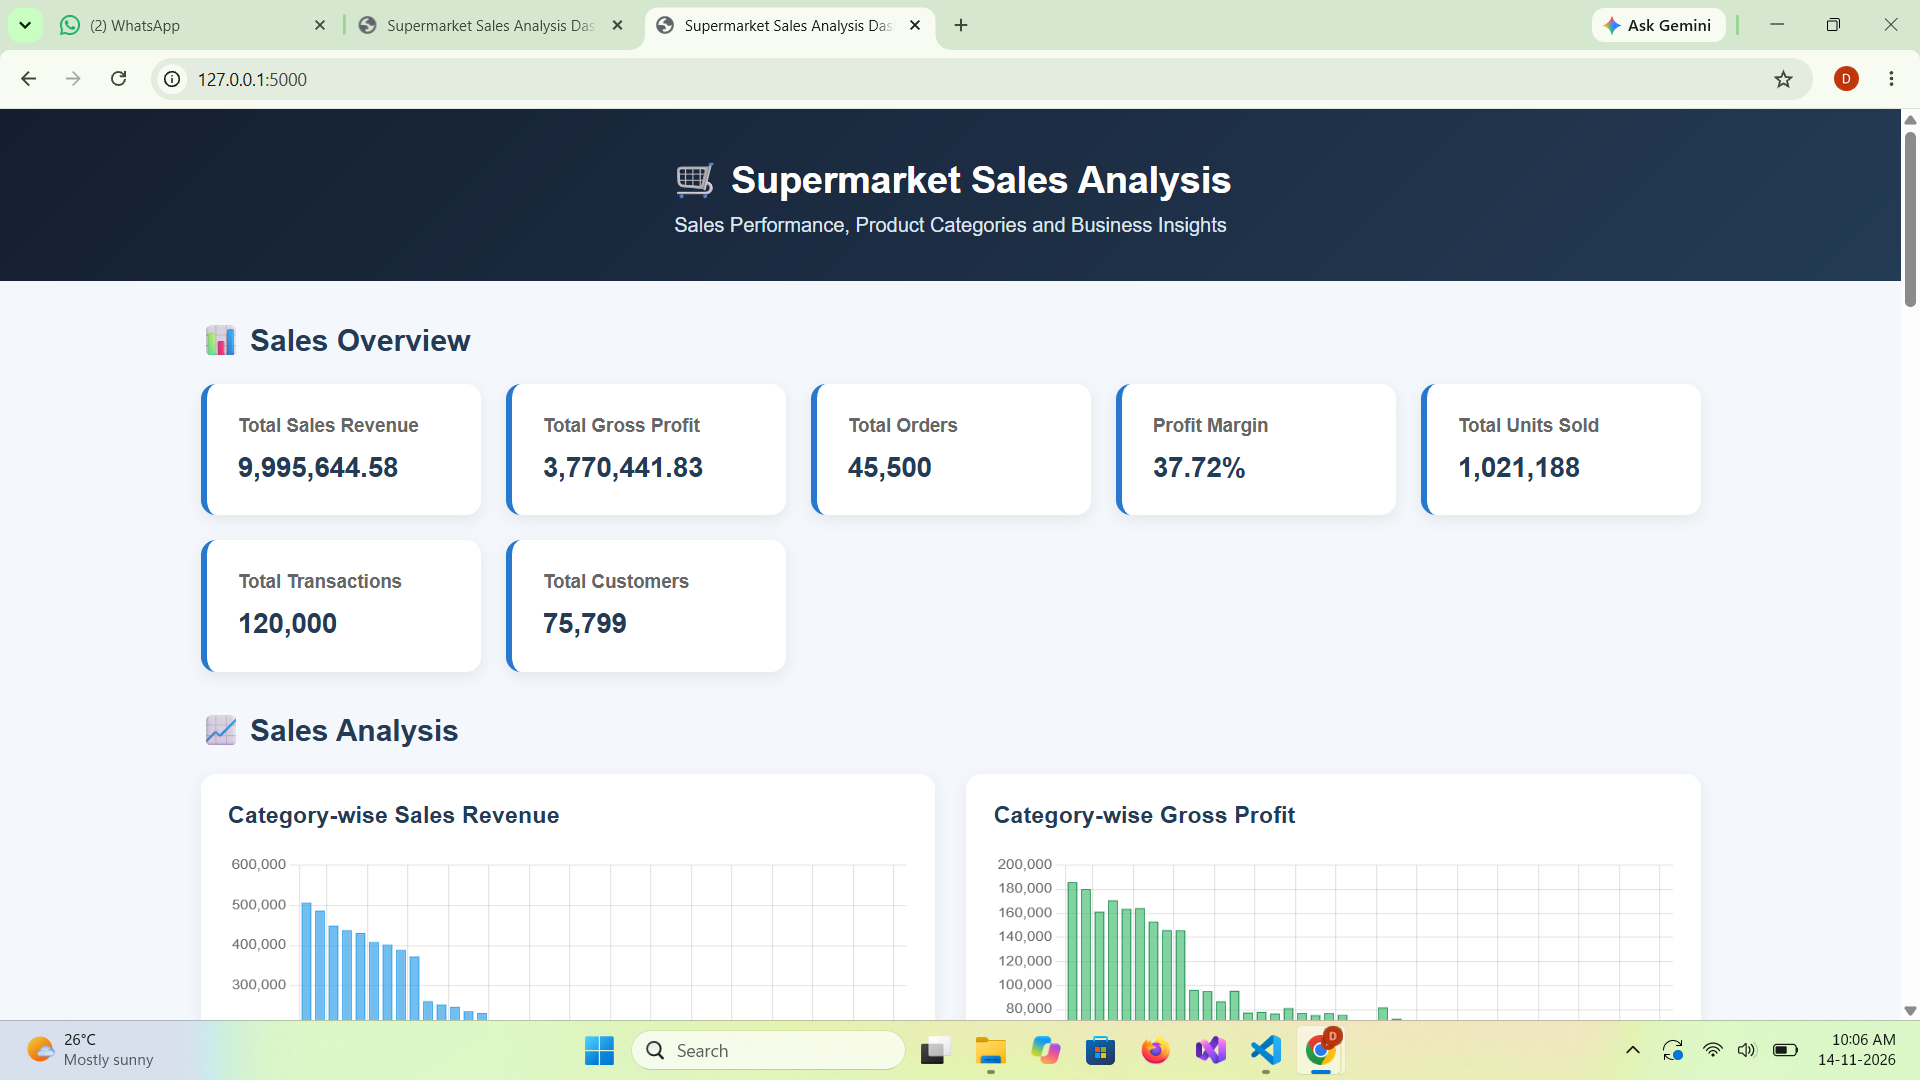 (2) WhatsApp
Supermarket Sales Analysis Das
Supermarket Sales Analysis Das
Ask Gemini
127.0.0.1:5000
D
Supermarket Sales Analysis
Sales Performance, Product Categories and Business Insights
Sales Overview
Total Sales Revenue
9,995,644.58
Total Gross Profit
3,770,441.83
Total Orders
45,500
Profit Margin
37.72%
Total Units Sold
1,021,188
Total Transactions
120,000
Total Customers
75,799
Sales Analysis
Category-wise Sales Revenue
600,000
500,000
400,000
300,000
Category-wise Gross Profit
200,000
180,000
160,000
140,000
120,000
100,000
80,000
26°C
Mostly sunny
Search
D
10:06 AM
14-11-2026